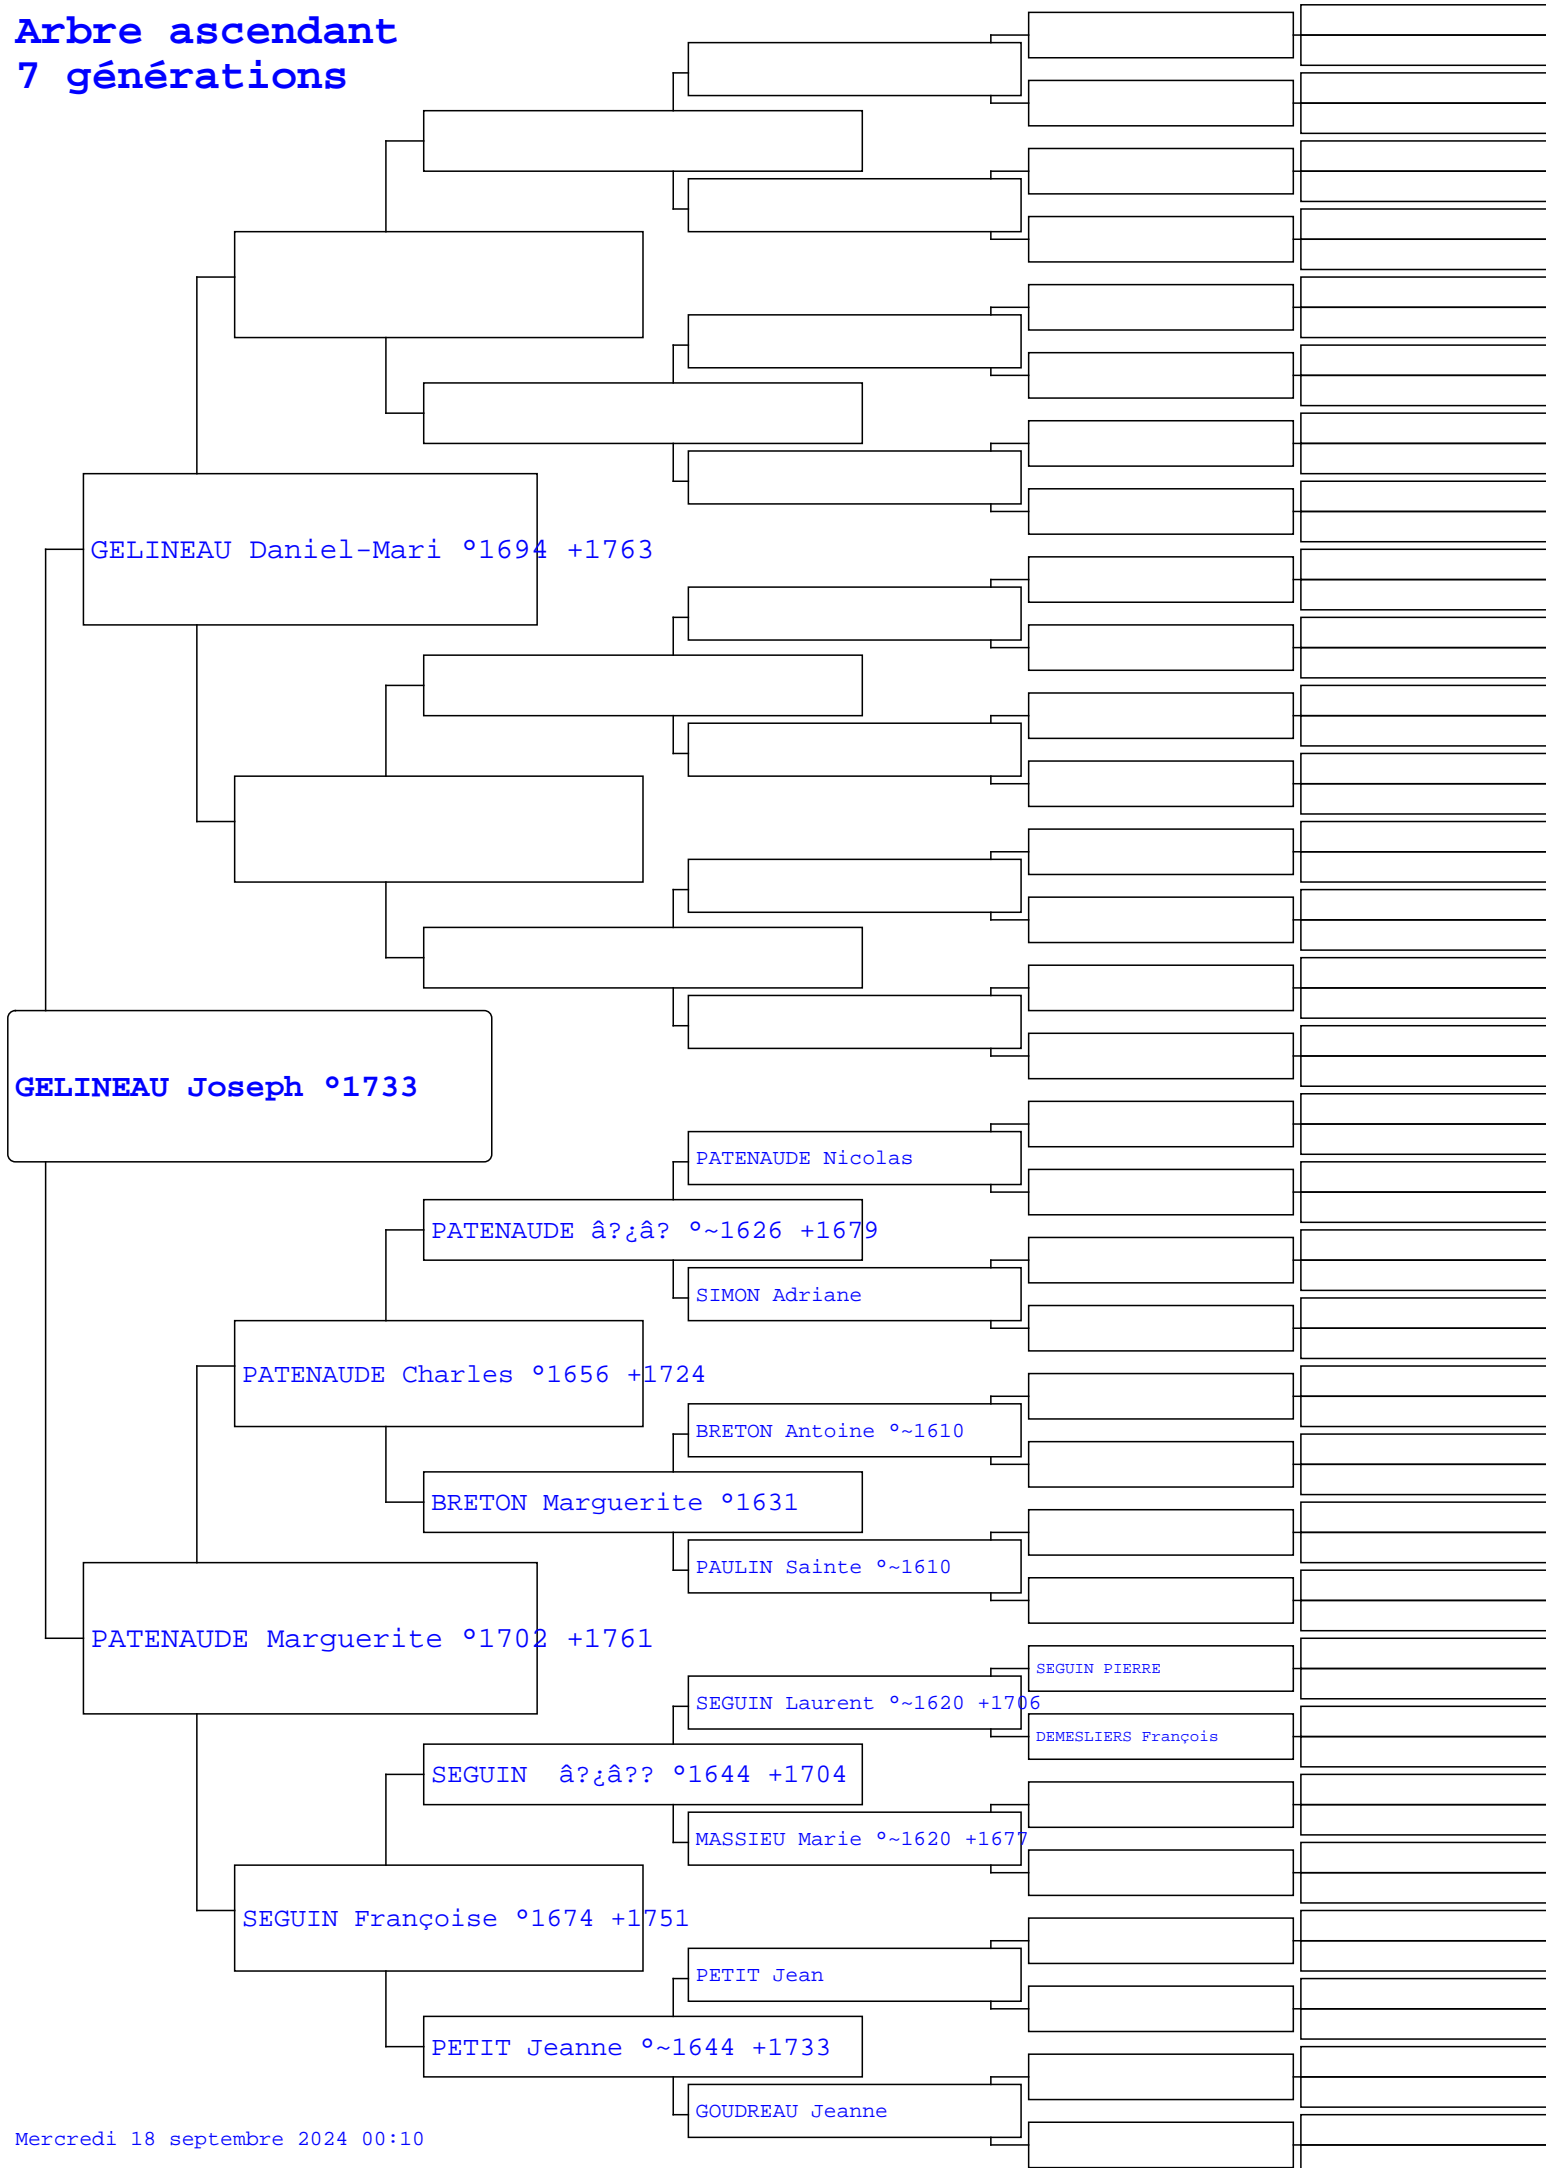 Arbre ascendant
7 générations
GELINEAU Daniel-Mari °1694 +1763
GELINEAU Joseph °1733
PATENAUDE Nicolas
PATENAUDE â?¿â? °~1626 +1679
SIMON Adriane
PATENAUDE Charles °1656 +1724
BRETON Antoine °~1610
BRETON Marguerite °1631
PAULIN Sainte °~1610
PATENAUDE Marguerite °1702 +1761
SEGUIN PIERRE
SEGUIN Laurent °~1620 +1706
DEMESLIERS François
SEGUIN  â?¿â?? °1644 +1704
MASSIEU Marie °~1620 +1677
SEGUIN Françoise °1674 +1751
PETIT Jean
PETIT Jeanne °~1644 +1733
GOUDREAU Jeanne
Mercredi 18 septembre 2024 00:10